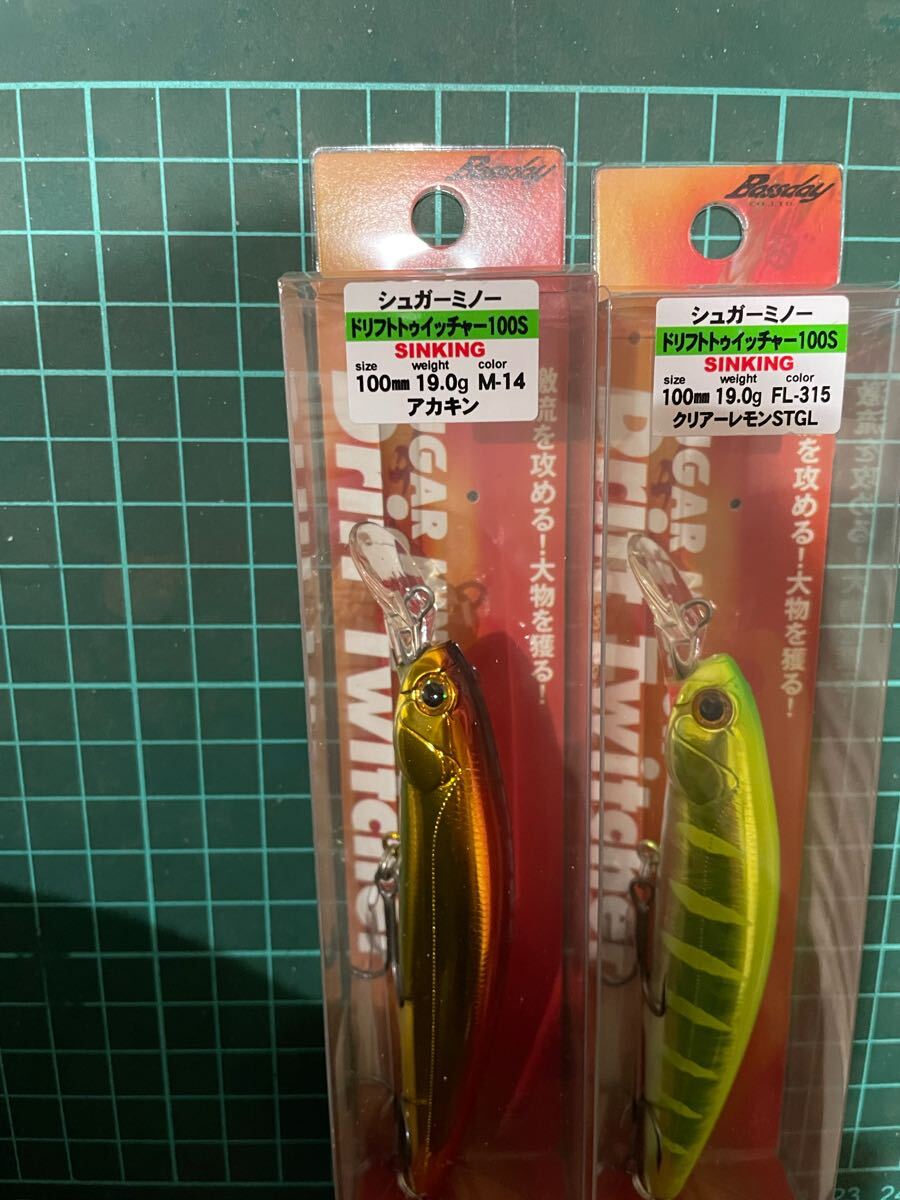 Bassday
シュガーミノー
ドリフトトゥイッチャー100S
SINKING
size weight color
100mm 19.0g M-14
アカキン
激流を攻める!大物を獲る!
Drift Twitcher
Bassday
CO.,LTD.
シュガーミノー
ドリフトトゥイッチャー100S
SINKING
size weight color
100mm 19.0g FL-315
クリアーレモンSTGL
を攻める!大物を獲る!
Drift Twitcher